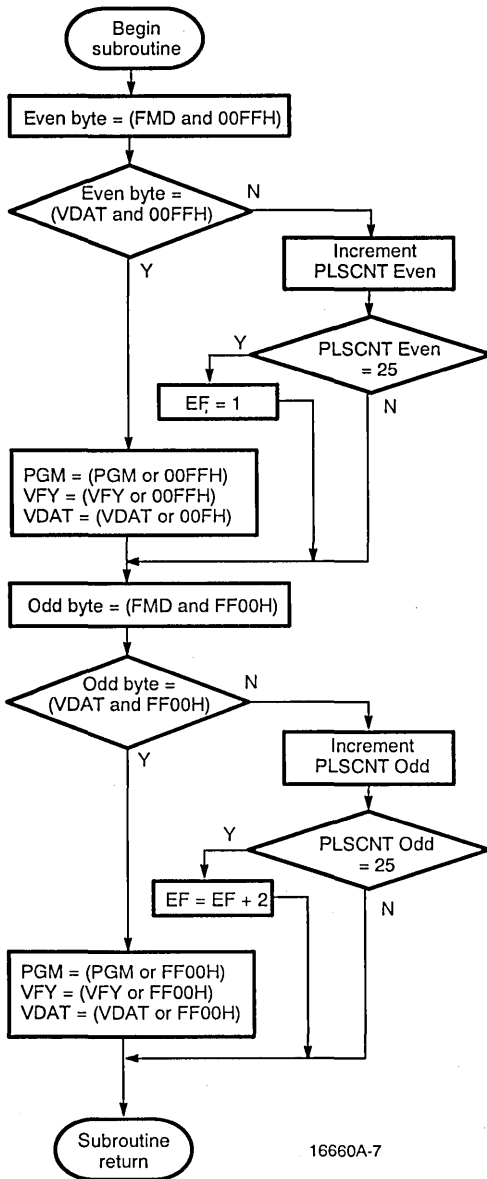 Begin
subroutine
Even byte = (FMD and 00FFH)
Even byte =
(VDAT and 00FFH)
N
Y
Increment
PLSCNT Even
PLSCNT Even
= 25
Y
N
EF = 1
PGM = (PGM or 00FFH)
VFY = (VFY or 00FFH)
VDAT = (VDAT or 00FH)
Odd byte = (FMD and FF00H)
Odd byte =
(VDAT and FF00H)
N
Y
Increment
PLSCNT Odd
PLSCNT Odd
= 25
Y
N
EF = EF + 2
PGM = (PGM or FF00H)
VFY = (VFY or FF00H)
VDAT = (VDAT or FF00H)
Subroutine
return
16660A-7